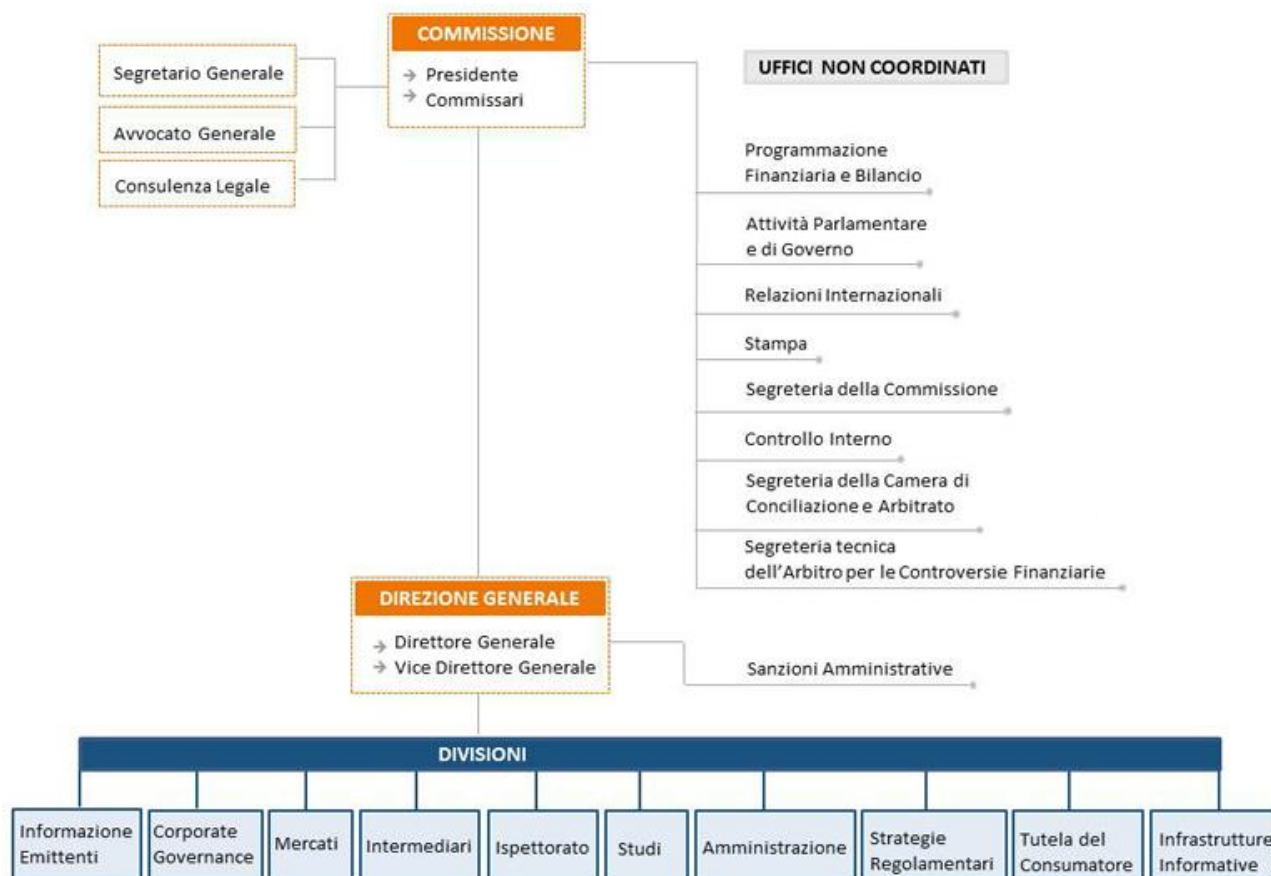 COMMISSIONE
Presidente
Commissari
Segretario Generale
Avvocato Generale
Consulenza Legale
UFFICI NON COORDINATI
Programmazione
Finanziaria e Bilancio
Attività Parlamentare
e di Governo
Relazioni Internazionali
Stampa
Segreteria della Commissione
Controllo Interno
Segreteria della Camera di
Conciliazione e Arbitrato
Segreteria tecnica
dell'Arbitro per le Controversie Finanziarie
DIREZIONE GENERALE
Direttore Generale
Vice Direttore Generale
Sanzioni Amministrative
DIVISIONI
Informazione
Emittenti
Corporate
Governance
Mercati
Intermediari
Ispettorato
Studi
Amministrazione
Strategie
Regolamentari
Tutela del
Consumatore
Infrastrutture
Informative